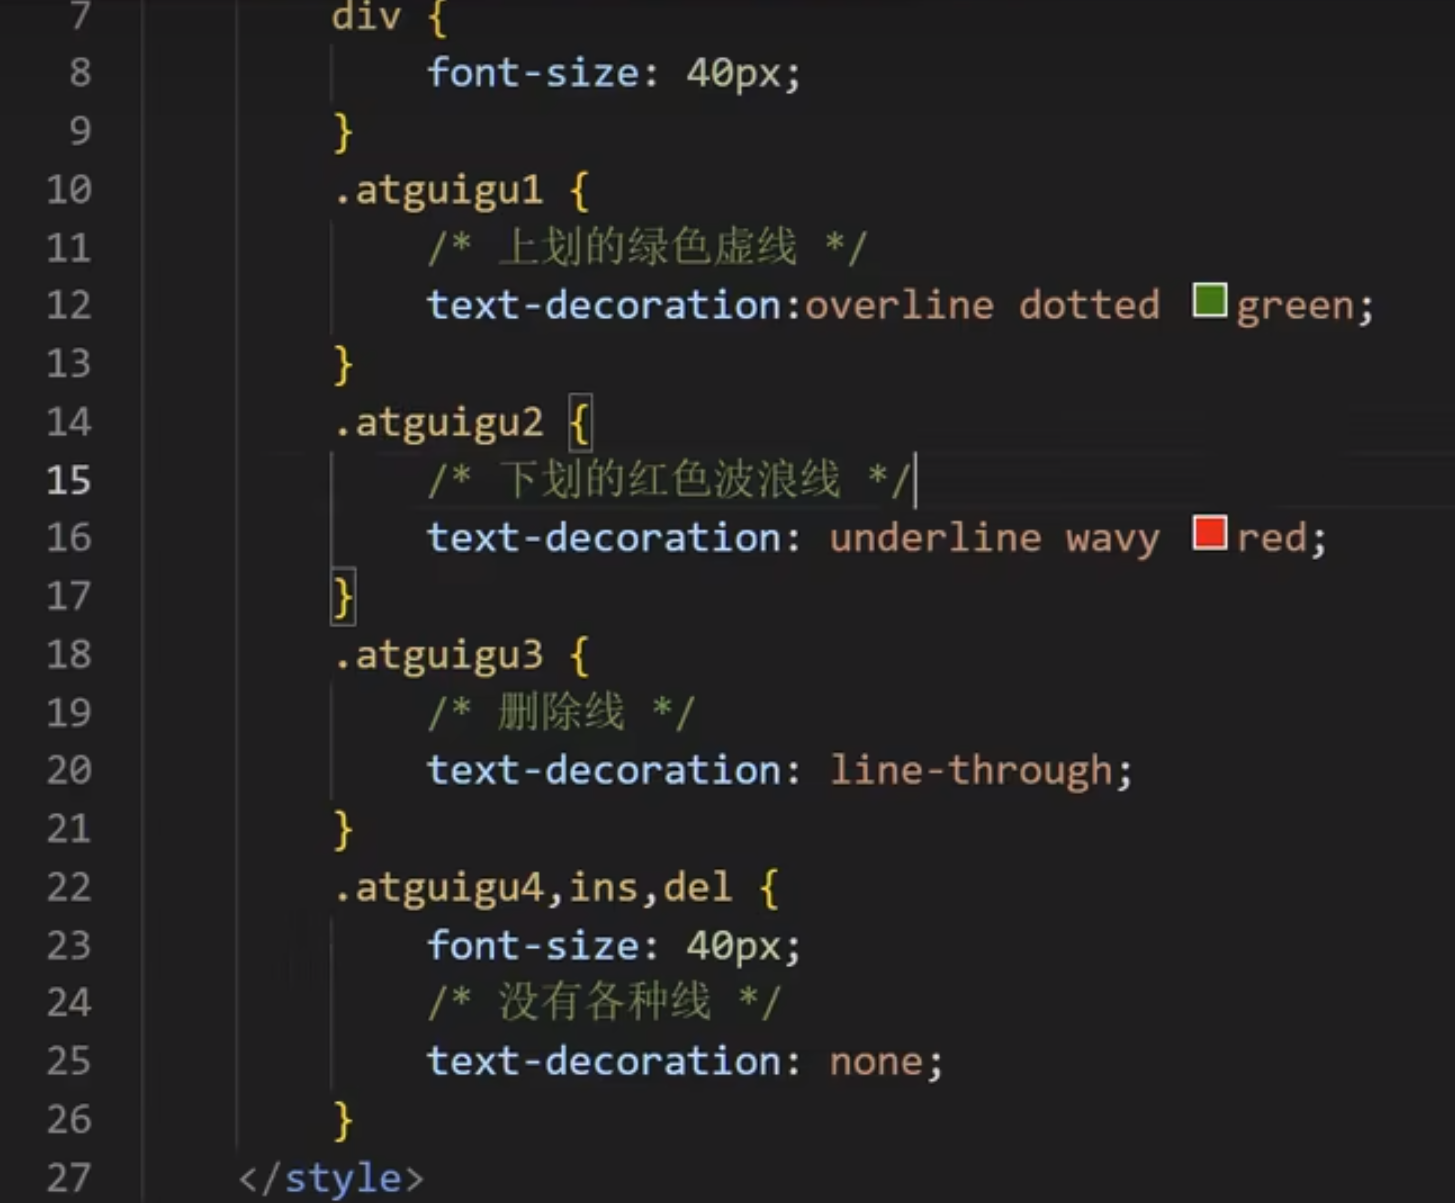 7 div {
8 font-size: 40px;
9 }
10 .atguigu1 {
11 /* 上划的绿色虚线 */
12 text-decoration:overline dotted green;
13 }
14 .atguigu2 {
15 /* 下划的红色波浪线 */
16 text-decoration: underline wavy red;
17 }
18 .atguigu3 {
19 /* 删除线 */
20 text-decoration: line-through;
21 }
22 .atguigu4,ins,del {
23 font-size: 40px;
24 /* 没有各种线 */
25 text-decoration: none;
26 }
27 </style>